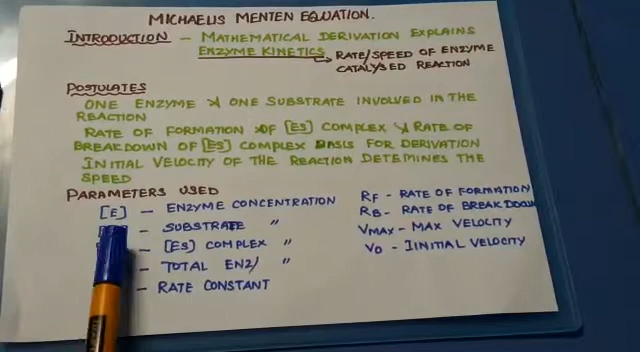 MICHAELIS MENTEN EQUATION.
INTRODUCTION - MATHEMATICAL DERIVATION EXPLAINS
ENZYME KINETICS → RATE/SPEED OF ENZYME
CATALYSED REACTION
POSTULATES
ONE ENZYME & ONE SUBSTRATE INVOLVED IN THE
REACTION
RATE OF FORMATION OF [ES] COMPLEX & RATE OF
BREAKDOWN OF [ES] COMPLEX BASIS FOR DERIVATION
INITIAL VELOCITY OF THE REACTION DETEMINES THE
SPEED
PARAMETERS USED
[E] - ENZYME CONCENTRATION
- SUBSTRATE "
- [ES] COMPLEX "
- TOTAL ENZ/ "
- RATE CONSTANT
RF - RATE OF FORMATION
RB - RATE OF BREAKDOWN
VMAX - MAX VELOCITY
VO - IINITIAL VELOCITY